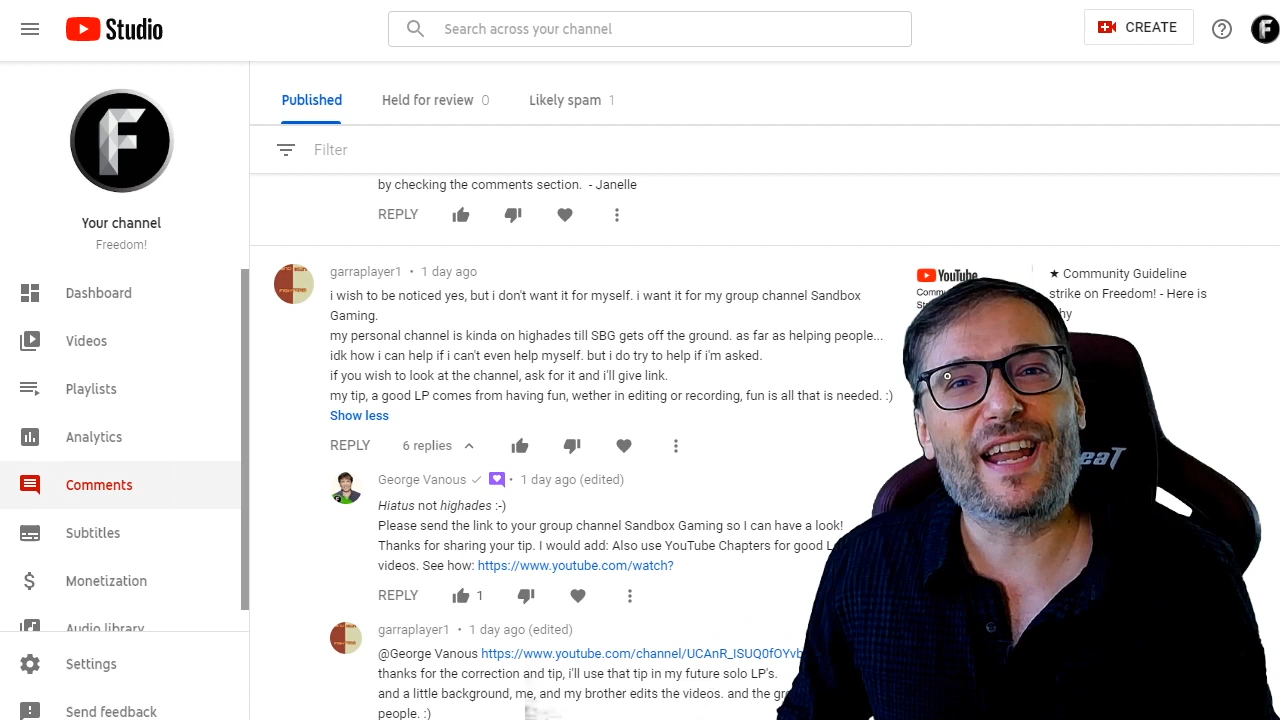 Studio
Search across your channel
CREATE
F
F
Your channel
Freedom!
Dashboard
Videos
Playlists
Analytics
Comments
Subtitles
Monetization
Audio library
Settings
Send feedback
Published
Held for review 0
Likely spam 1
Filter
by checking the comments section. - Janelle
REPLY
garraplayer1 • 1 day ago
i wish to be noticed yes, but i don't want it for myself. i want it for my group channel Sandbox
Gaming.
my personal channel is kinda on highades till SBG gets off the ground. as far as helping people...
idk how i can help if i can't even help myself. but i do try to help if i'm asked.
if you wish to look at the channel, ask for it and i'll give link.
my tip, a good LP comes from having fun, wether in editing or recording, fun is all that is needed. :)
Show less
REPLY 6 replies
YouTube
★ Community Guideline
strike on Freedom! - Here is
George Vanous • 1 day ago (edited)
Hiatus not highades :-)
Please send the link to your group channel Sandbox Gaming so I can have a look!
Thanks for sharing your tip. I would add: Also use YouTube Chapters for good
videos. See how: https://www.youtube.com/watch?
REPLY 1
garraplayer1 • 1 day ago (edited)
@George Vanous https://www.youtube.com/channel/UCAnR_ISUQ0fOYvb
thanks for the correction and tip, i'll use that tip in my future solo LP's.
and a little background, me, and my brother edits the videos. and the
people. :)